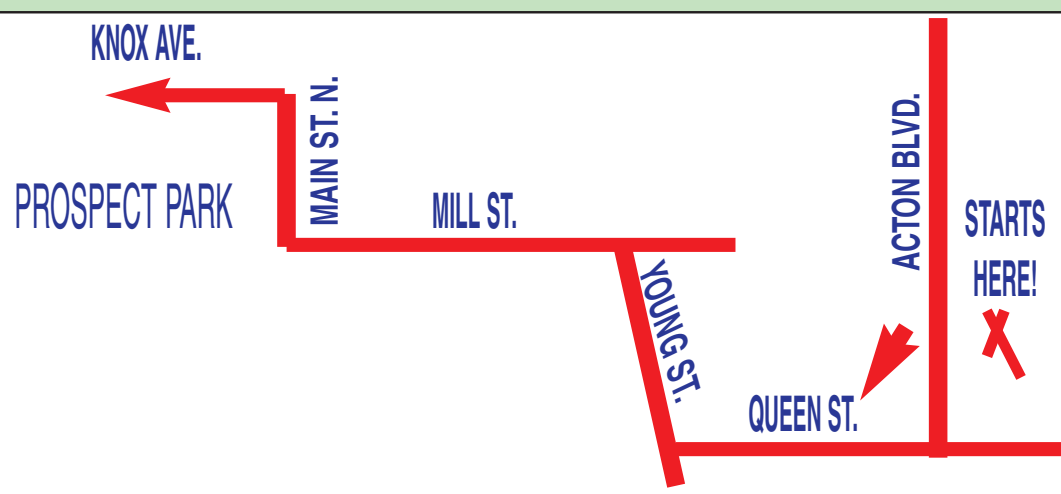 KNOX AVE.
MAIN ST. N.
PROSPECT PARK
MILL ST.
ACTON BLVD.
STARTS
HERE!
YOUNG ST.
QUEEN ST.